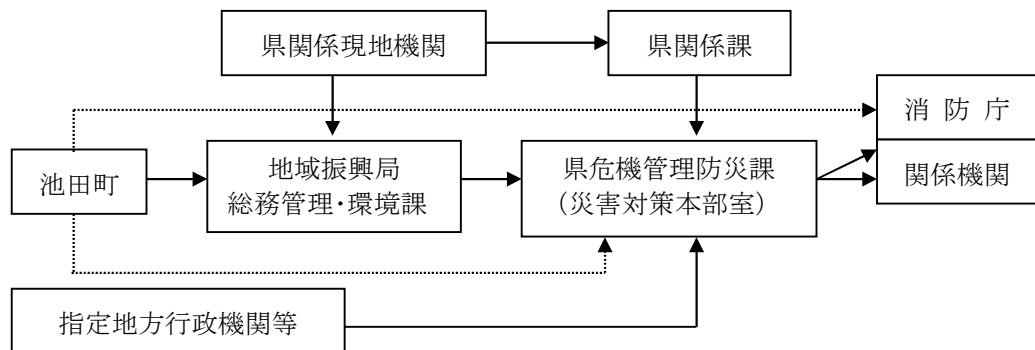 県関係現地機関
県関係課
消防庁
池田町
地域振興局
総務管理・環境課
県危機管理防災課
(災害対策本部室)
関係機関
指定地方行政機関等